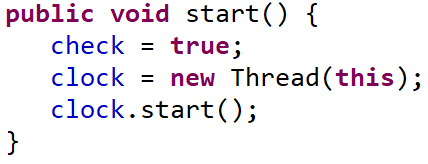 public void start() {
   check = true;
   clock = new Thread(this);
   clock.start();
}